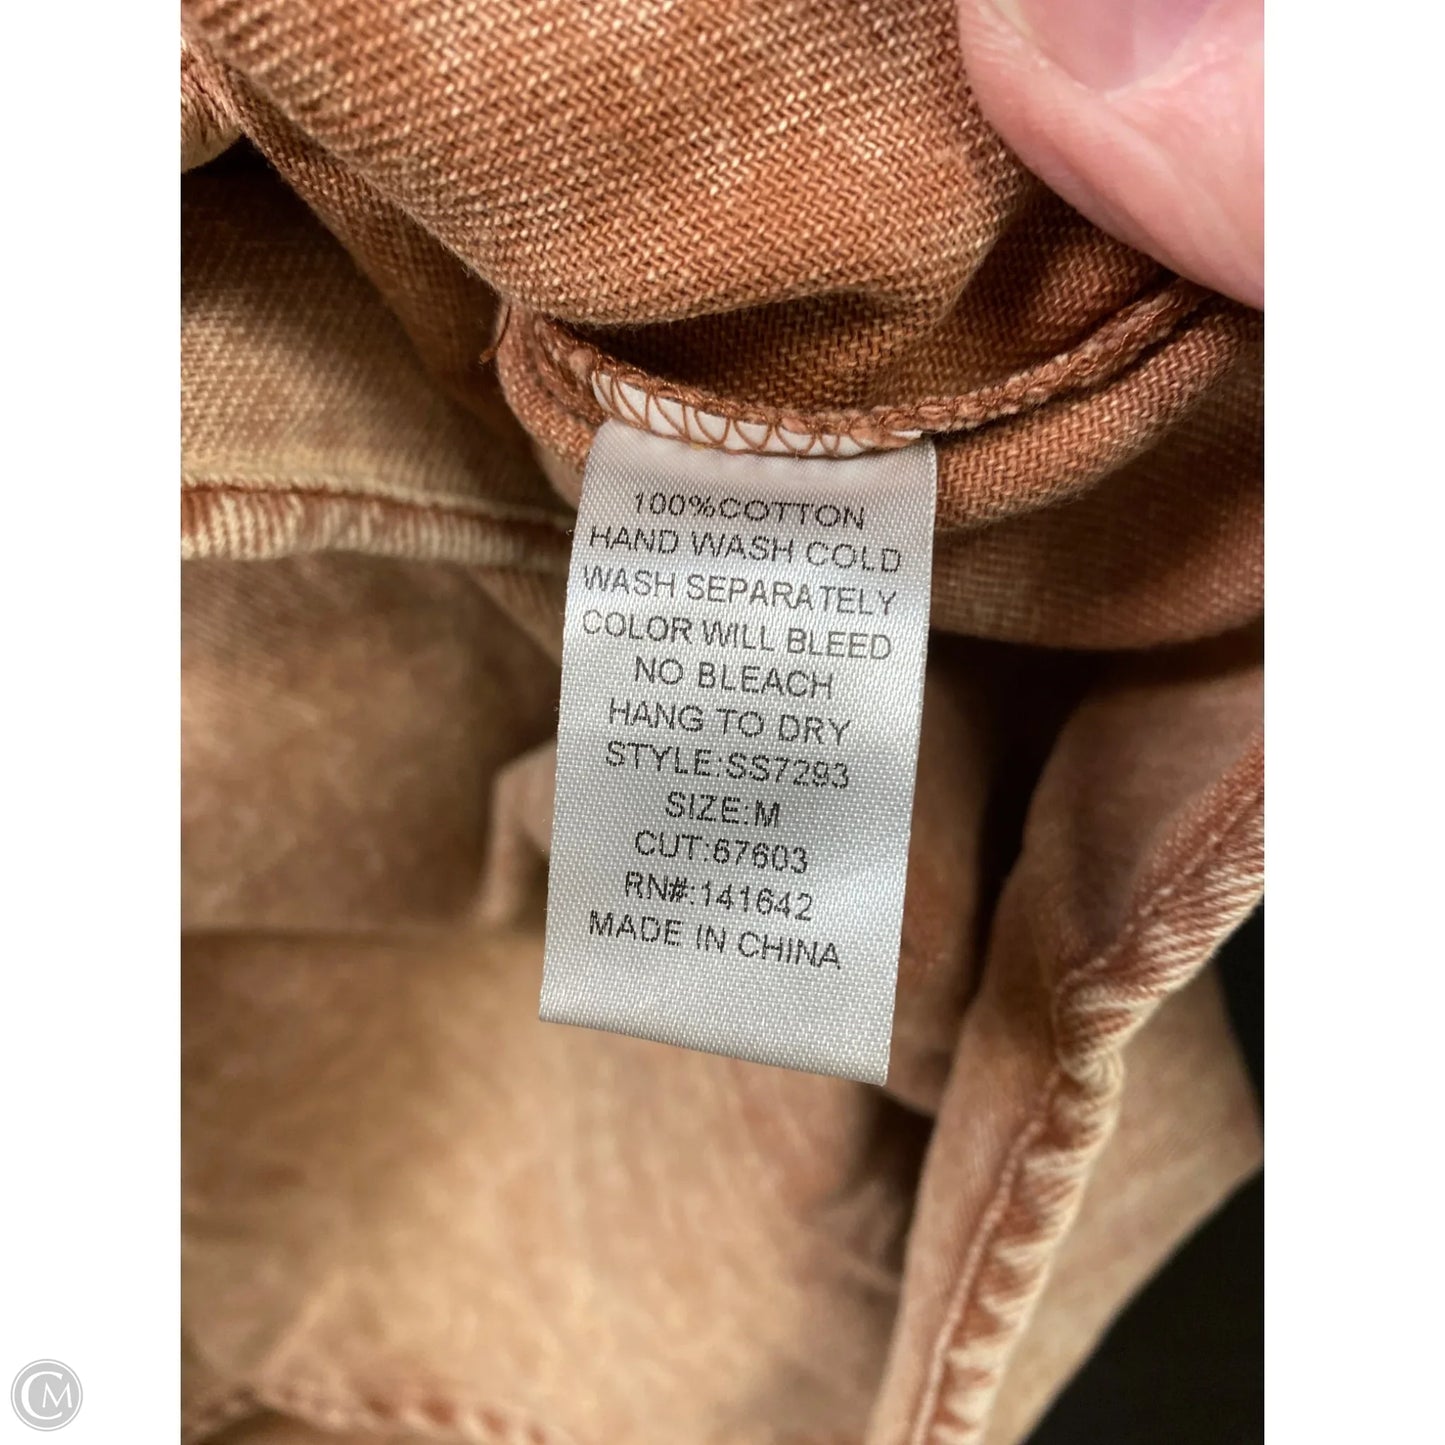 100%COTTON
HAND WASH COLD
WASH SEPARATELY
COLOR WILL BLEED
NO BLEACH
HANG TO DRY
STYLE:SS7293
SIZE:M
CUT:67603
RN#:141642
MADE IN CHINA
CM